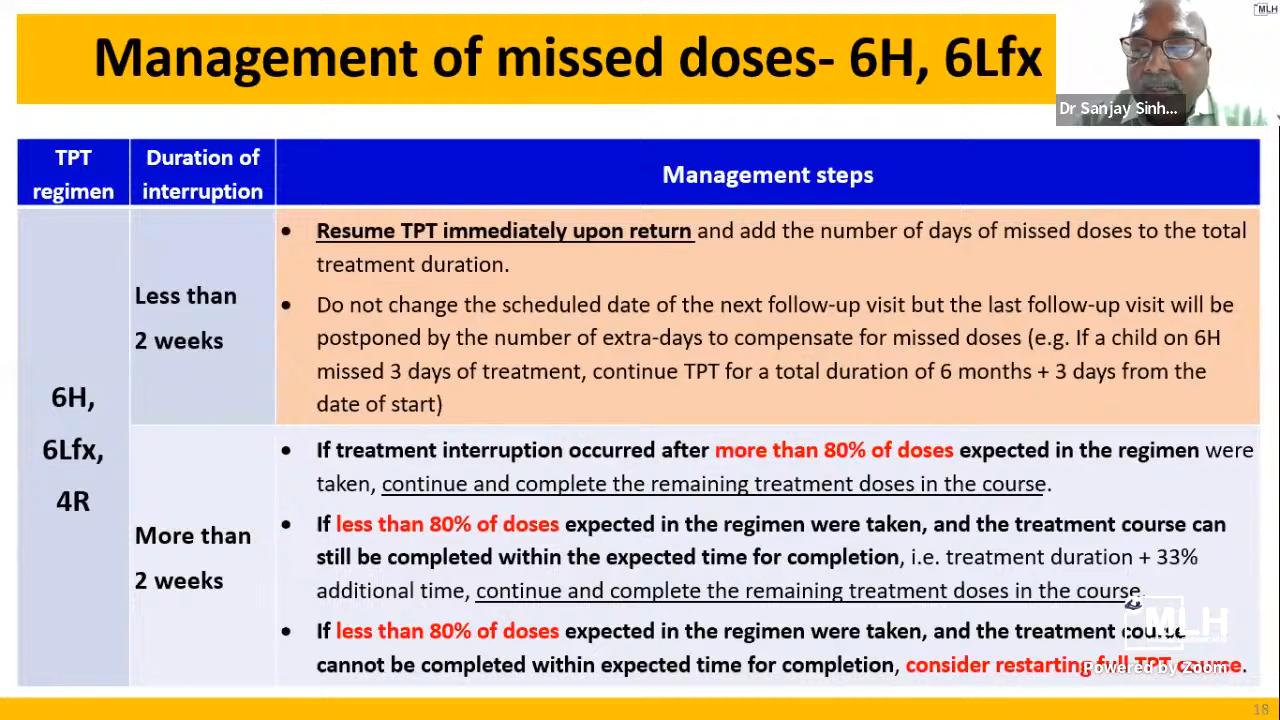 MLH
Management of missed doses- 6H, 6Lfx
Dr Sanjay Sinh...
TPT
regimen
Duration of
interruption
Management steps
6H,
6Lfx,
4R
Less than
2 weeks
• Resume TPT immediately upon return and add the number of days of missed doses to the total
treatment duration.
• Do not change the scheduled date of the next follow-up visit but the last follow-up visit will be
postponed by the number of extra-days to compensate for missed doses (e.g. If a child on 6H
missed 3 days of treatment, continue TPT for a total duration of 6 months + 3 days from the
date of start)
More than
2 weeks
• If treatment interruption occurred after more than 80% of doses expected in the regimen were
taken, continue and complete the remaining treatment doses in the course.
• If less than 80% of doses expected in the regimen were taken, and the treatment course can
still be completed within the expected time for completion, i.e. treatment duration + 33%
additional time, continue and complete the remaining treatment doses in the course.
• If less than 80% of doses expected in the regimen were taken, and the treatment course
cannot be completed within expected time for completion, consider restarting full TPT course.
MLH
Powered by Zoom
18